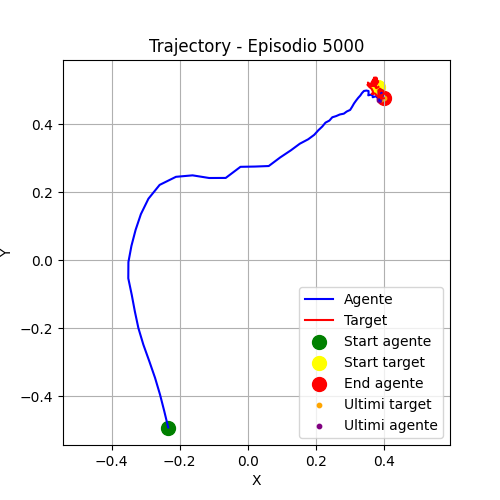 Trajectory - Episodio 5000
Y
0.4
0.2
0.0
−0.2
−0.4
−0.4
−0.2
0.0
0.2
0.4
X
Agente
Target
Start agente
Start target
End agente
Ultimi target
Ultimi agente